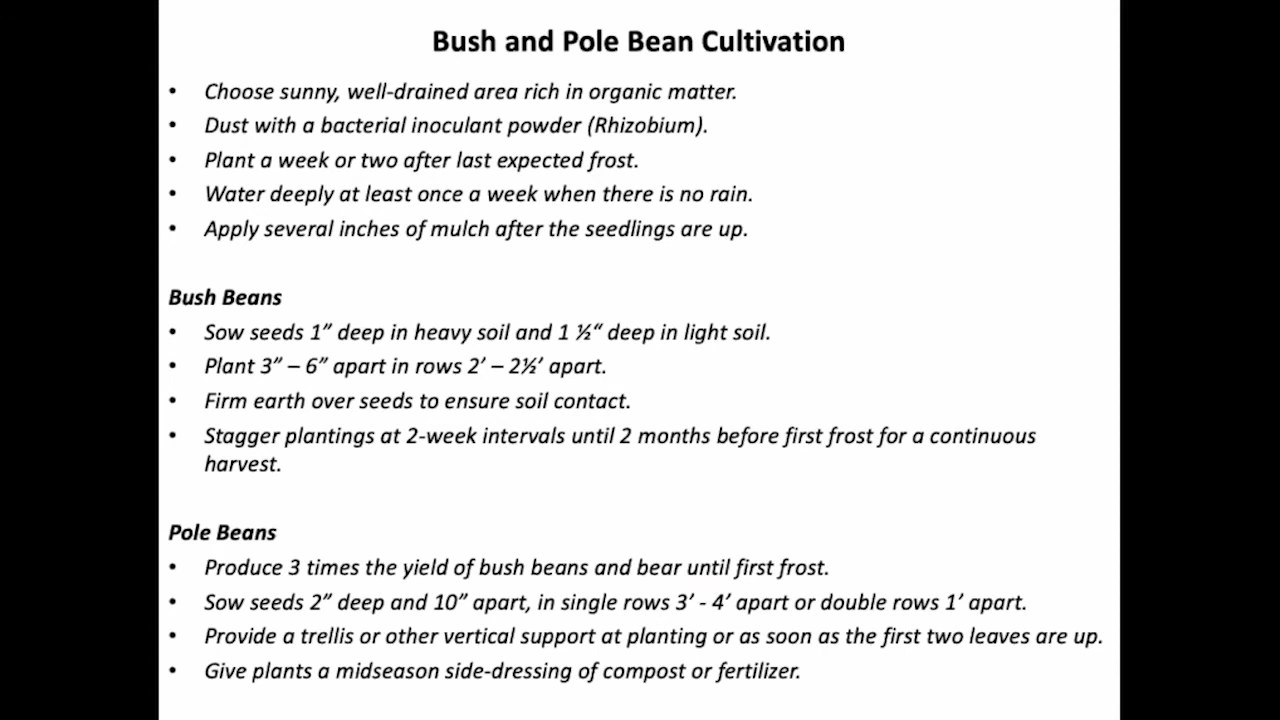 Bush and Pole Bean Cultivation
• Choose sunny, well-drained area rich in organic matter.
• Dust with a bacterial inoculant powder (Rhizobium).
• Plant a week or two after last expected frost.
• Water deeply at least once a week when there is no rain.
• Apply several inches of mulch after the seedlings are up.
Bush Beans
• Sow seeds 1” deep in heavy soil and 1 ½“ deep in light soil.
• Plant 3” – 6” apart in rows 2’ – 2½’ apart.
• Firm earth over seeds to ensure soil contact.
• Stagger plantings at 2-week intervals until 2 months before first frost for a continuous
harvest.
Pole Beans
• Produce 3 times the yield of bush beans and bear until first frost.
• Sow seeds 2” deep and 10” apart, in single rows 3’ - 4’ apart or double rows 1’ apart.
• Provide a trellis or other vertical support at planting or as soon as the first two leaves are up.
• Give plants a midseason side-dressing of compost or fertilizer.